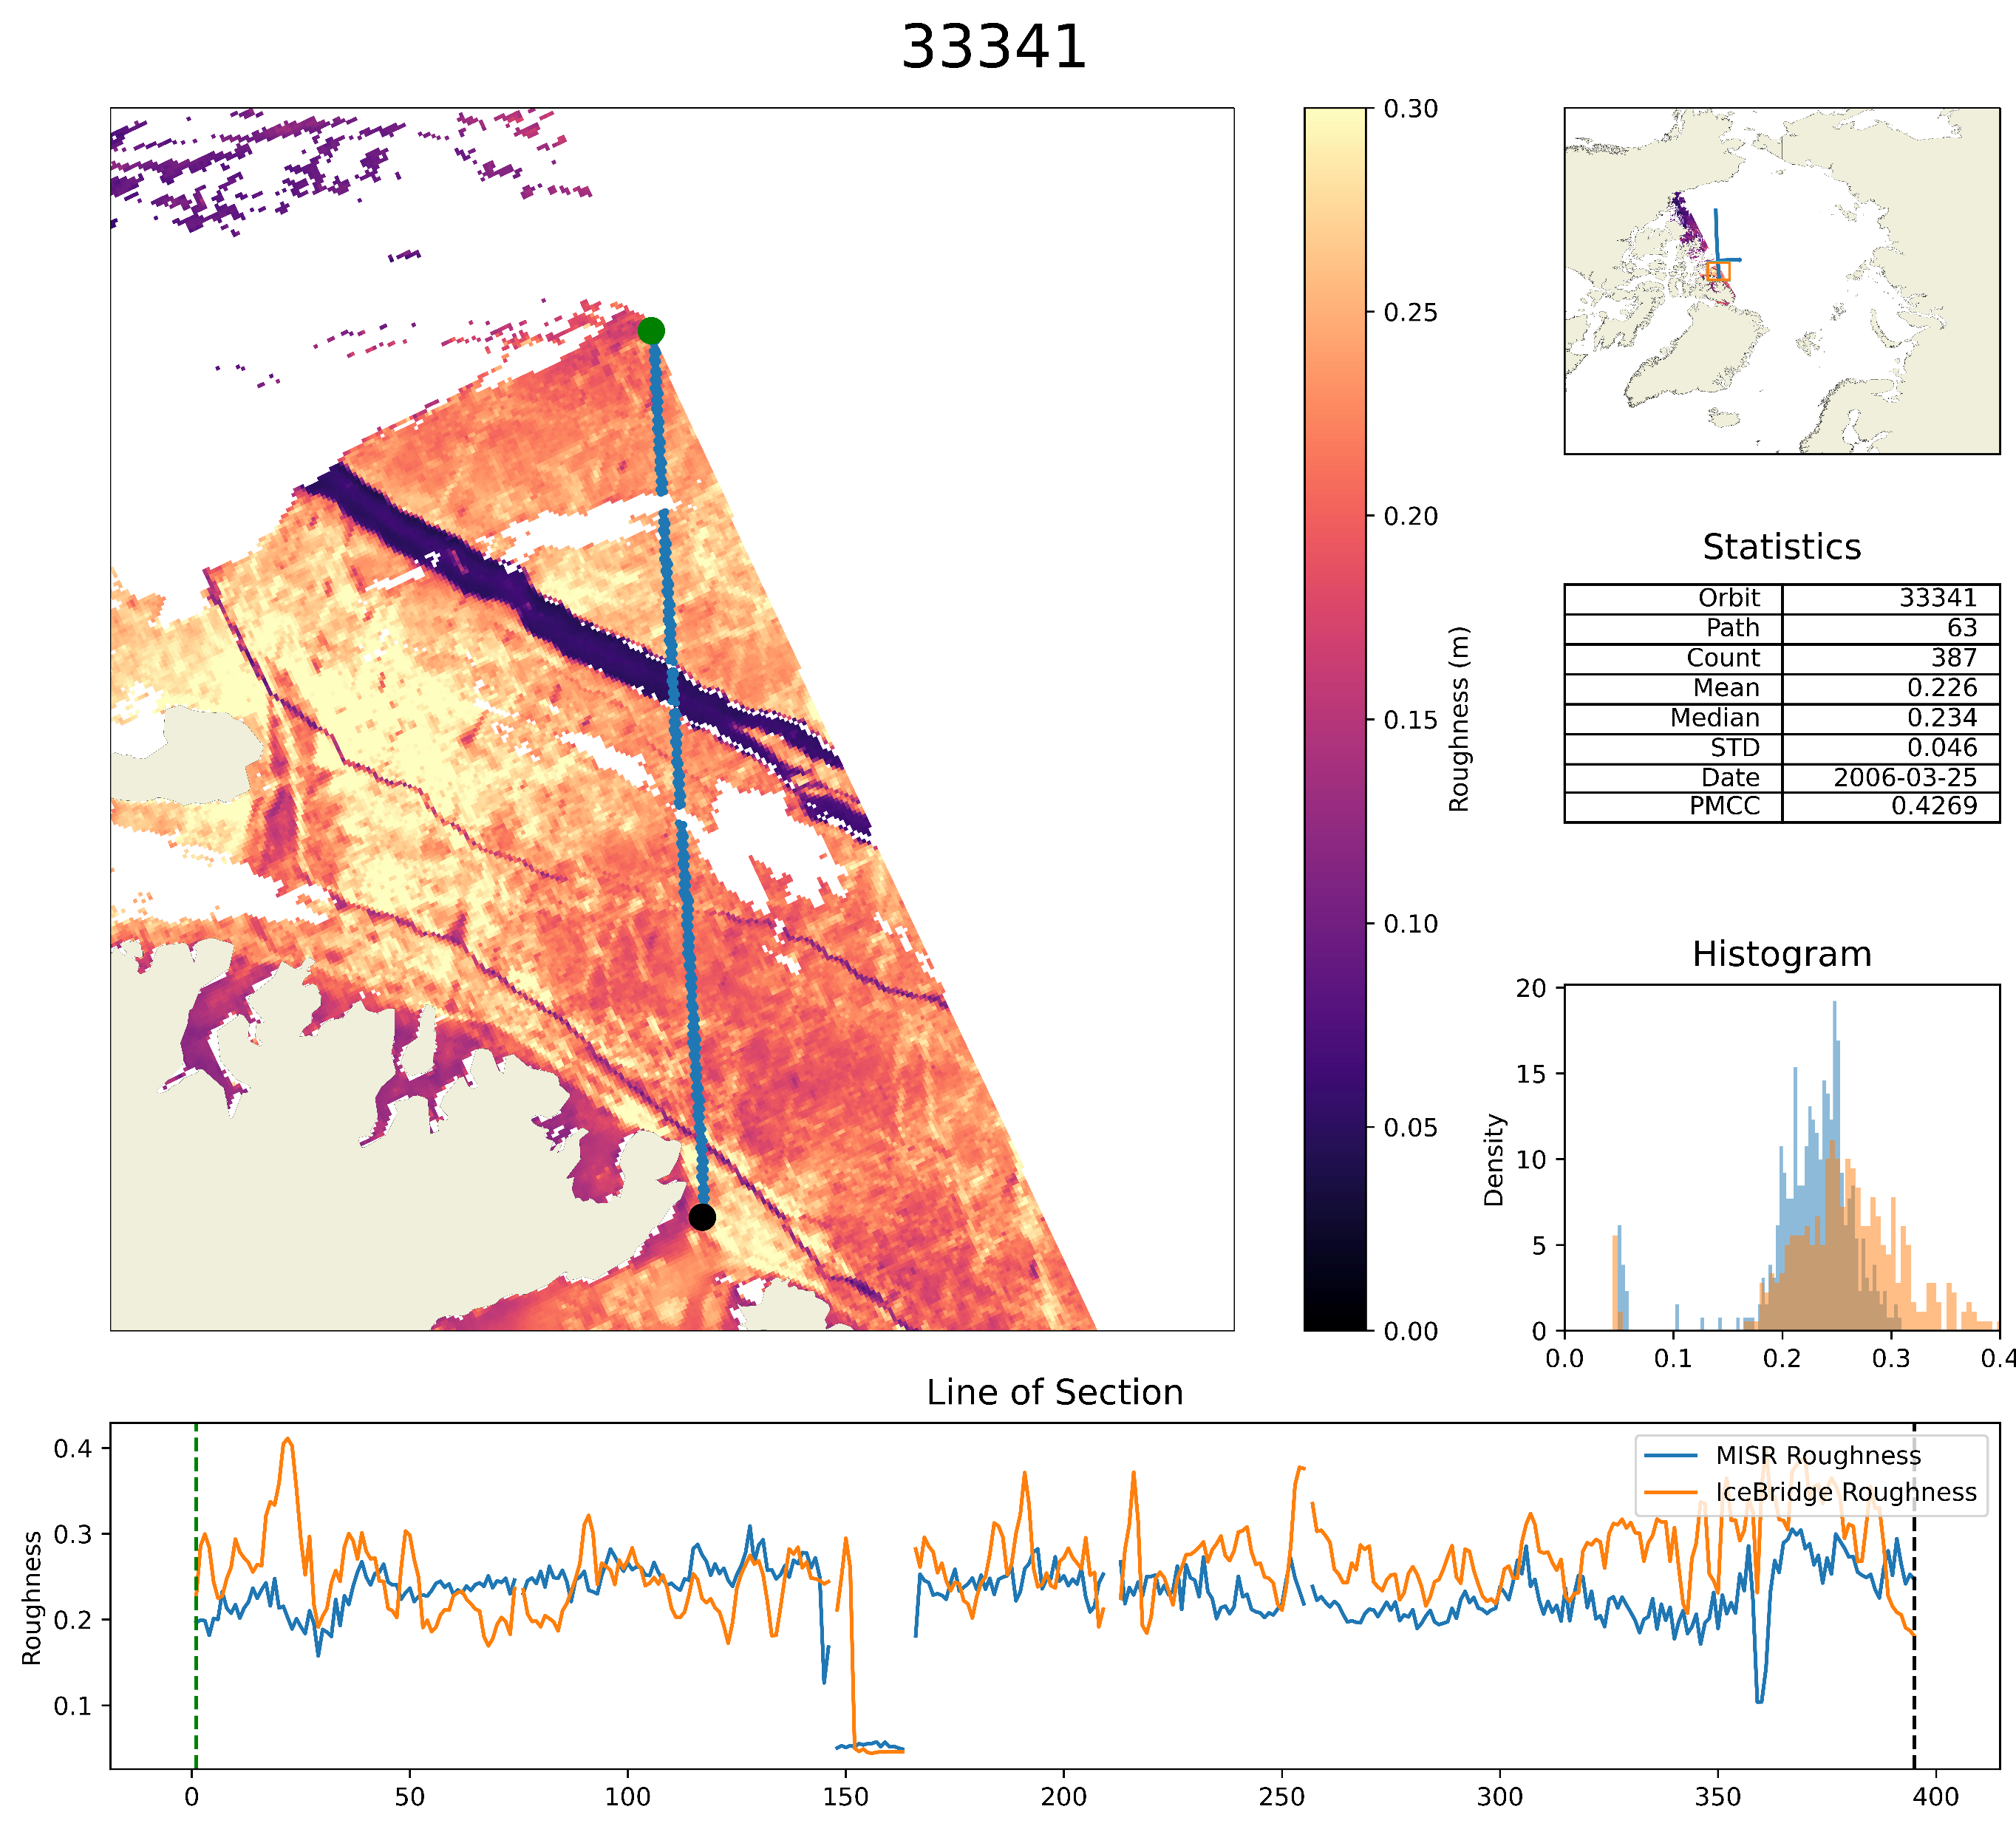 33341
0.30
0.25
0.20
0.15
0.10
0.05
0.00
Roughness (m)
Statistics
Orbit 33341
Path 63
Count 387
Mean 0.226
Median 0.234
STD 0.046
Date 2006-03-25
PMCC 0.4269
Histogram
20
15
10
5
0
Density
0.0 0.1 0.2 0.3 0.4
Line of Section
0.4
0.3
0.2
0.1
Roughness
MISR Roughness
IceBridge Roughness
0 50 100 150 200 250 300 350 400